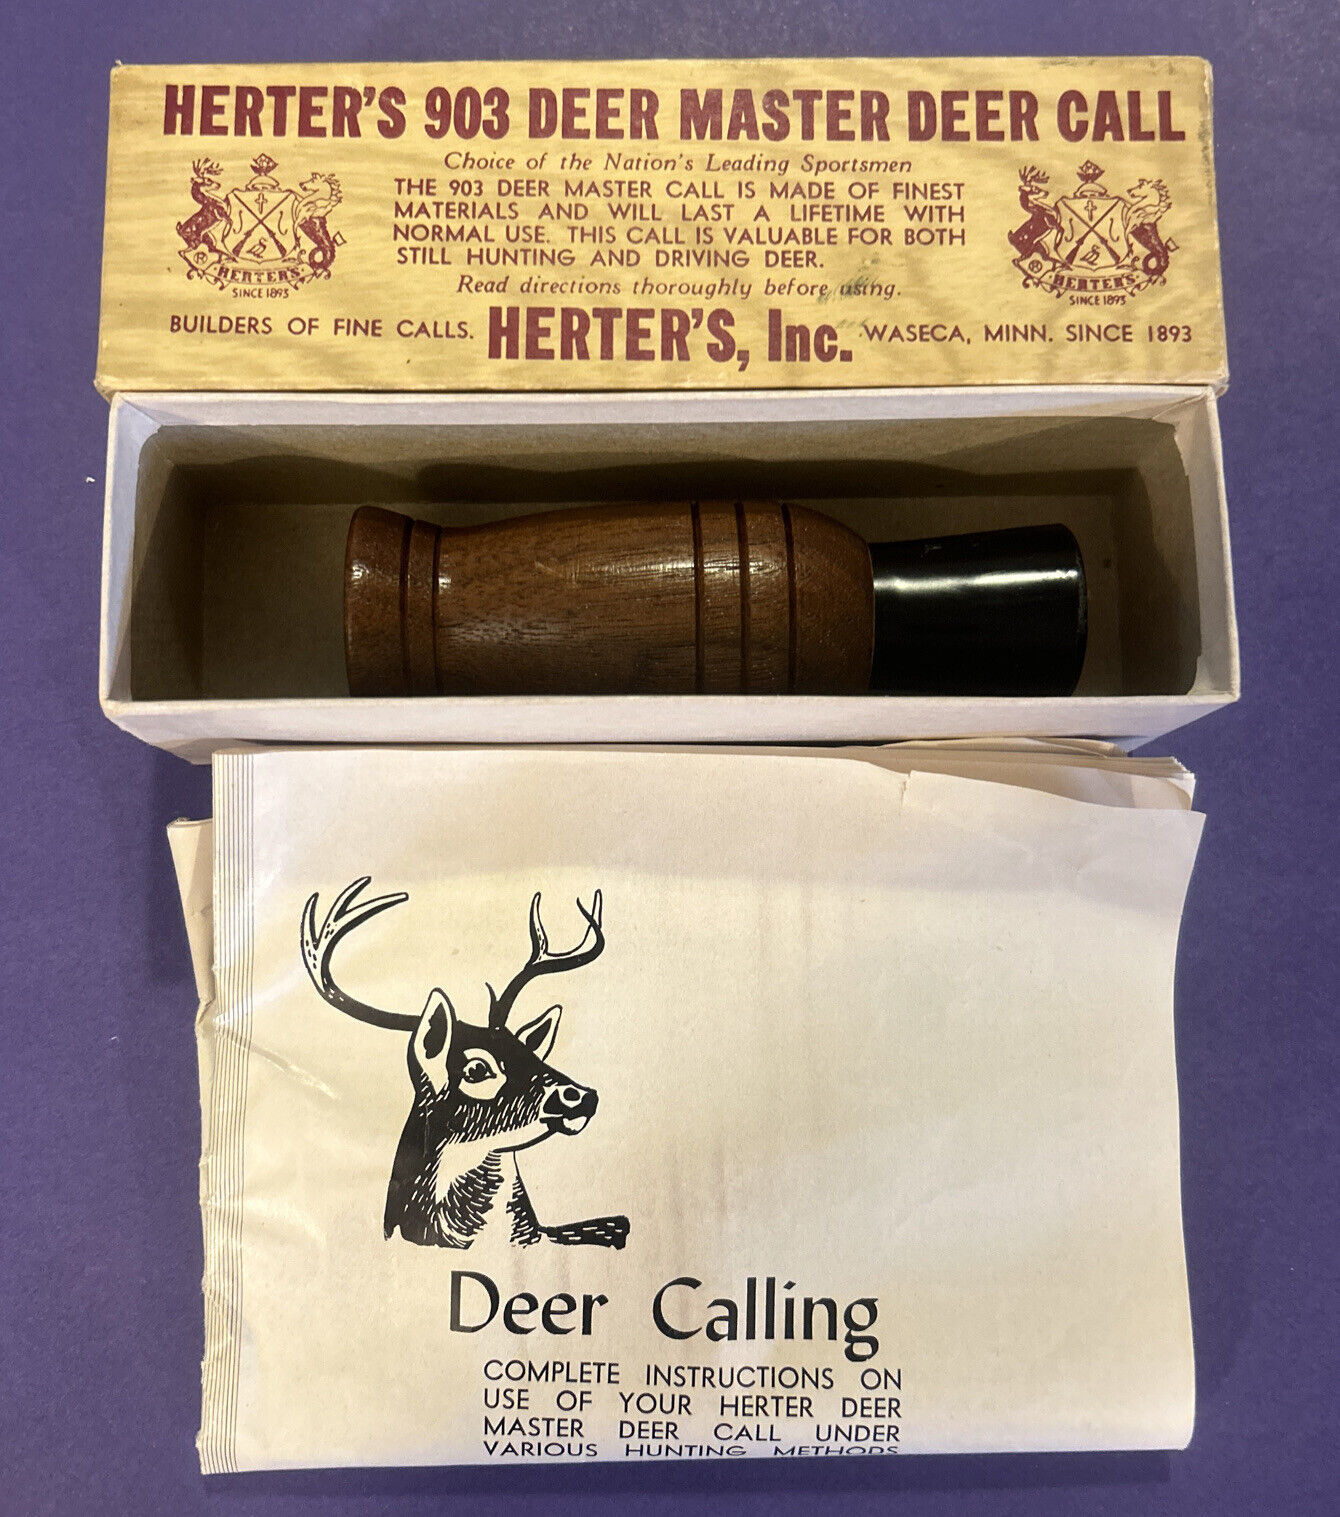 HERTER'S 903 DEER MASTER DEER CALL
Choice of the Nation's Leading Sportsmen
THE 903 DEER MASTER CALL IS MADE OF FINEST
MATERIALS AND WILL LAST A LIFETIME WITH
NORMAL USE. THIS CALL IS VALUABLE FOR BOTH
STILL HUNTING AND DRIVING DEER.
Read directions thoroughly before using.
® HERTER'S
SINCE 1893
® HERTER'S
SINCE 1893
BUILDERS OF FINE CALLS. HERTER'S, Inc. WASECA, MINN. SINCE 1893
Deer Calling
COMPLETE INSTRUCTIONS ON
USE OF YOUR HERTER DEER
MASTER DEER CALL UNDER
VARIOUS HUNTING METHODS